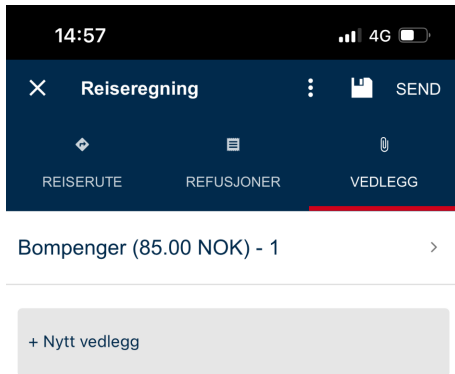 14:57 4G
Reiseregning SEND
REISERUTE REFUSJONER VEDLEGG
Bompenger (85.00 NOK) - 1
+ Nytt vedlegg